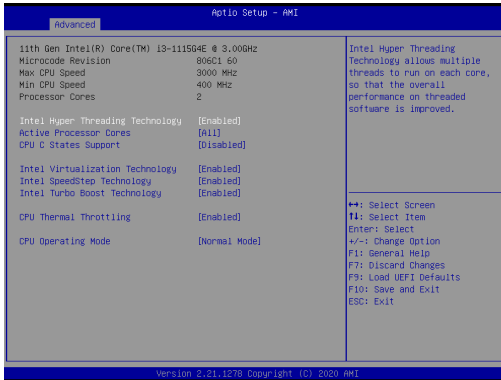 Aptio Setup - AMI
Advanced
11th Gen Intel(R) Core(TM) i3-1115G4E @ 3.00GHz
Microcode Revision 806C1 60
Max CPU Speed 3000 MHz
Min CPU Speed 400 MHz
Processor Cores 2
Intel Hyper Threading Technology [Enabled]
Active Processor Cores [All]
CPU C States Support [Disabled]
Intel Virtualization Technology [Enabled]
Intel SpeedStep Technology [Enabled]
Intel Turbo Boost Technology [Enabled]
CPU Thermal Throttling [Enabled]
CPU Operating Mode [Normal Mode]
Intel Hyper Threading
Technology allows multiple
threads to run on each core,
so that the overall
performance on threaded
software is improved.
↔: Select Screen
↑↓: Select Item
Enter: Select
+/-: Change Option
F1: General Help
F7: Discard Changes
F9: Load UEFI Defaults
F10: Save and Exit
ESC: Exit
Version 2.21.1278 Copyright (C) 2020 AMI